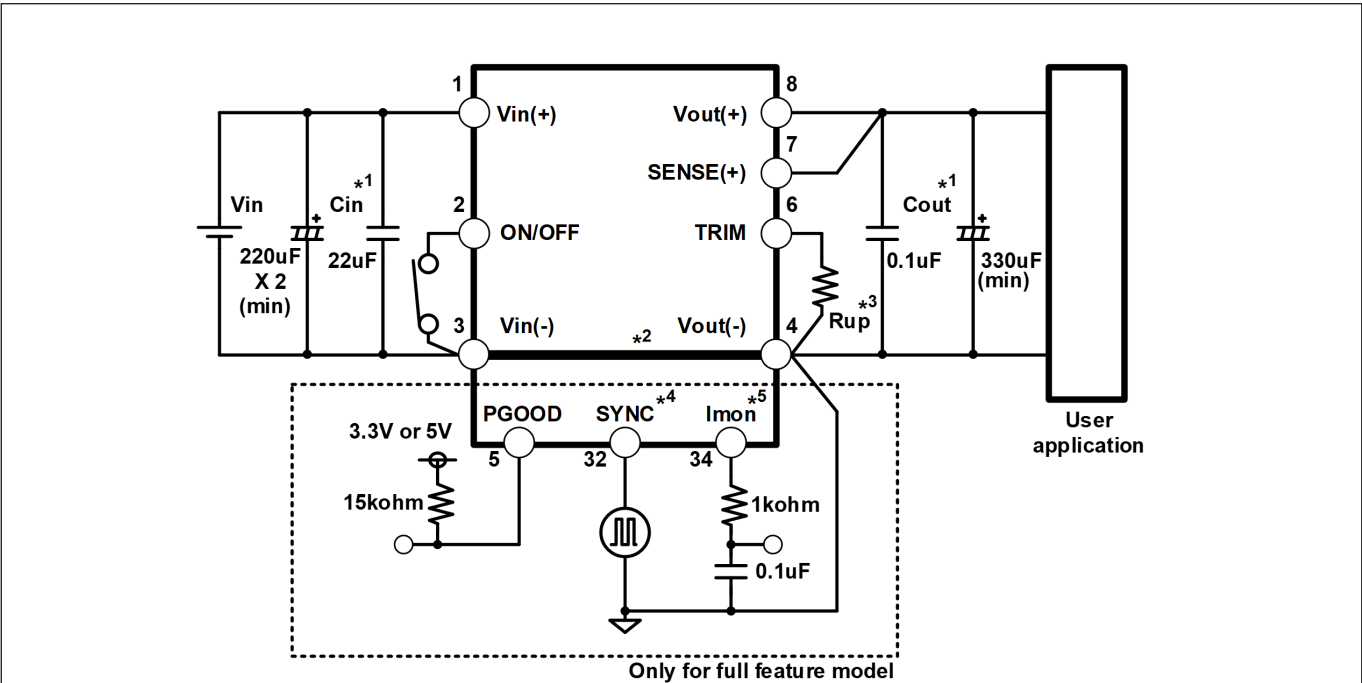 1
8
Vin(+)
Vout(+)
7
SENSE(+)
Vin
Cin
*1
2
6
Cout
*1
ON/OFF
TRIM
220uF
X 2
(min)
22uF
0.1uF
330uF
(min)
3
Vin(-)
*2
Vout(-)
4
Rup
*3
PGOOD
SYNC
*4
Imon
*5
3.3V or 5V
5
32
34
User
application
15kohm
1kohm
0.1uF
Only for full feature model